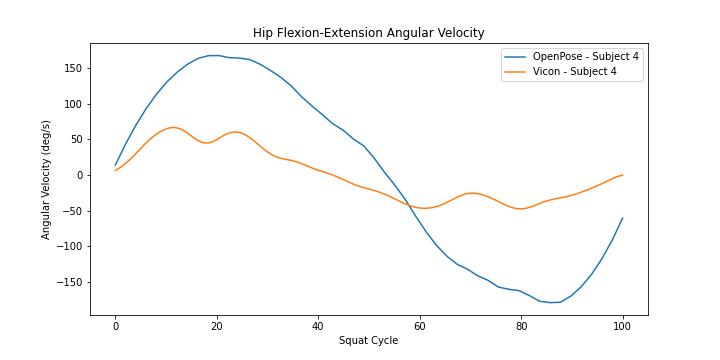 Hip Flexion-Extension Angular Velocity
OpenPose - Subject 4
Vicon - Subject 4
Angular Velocity (deg/s)
150
100
50
0
−50
−100
−150
0
20
40
60
80
100
Squat Cycle